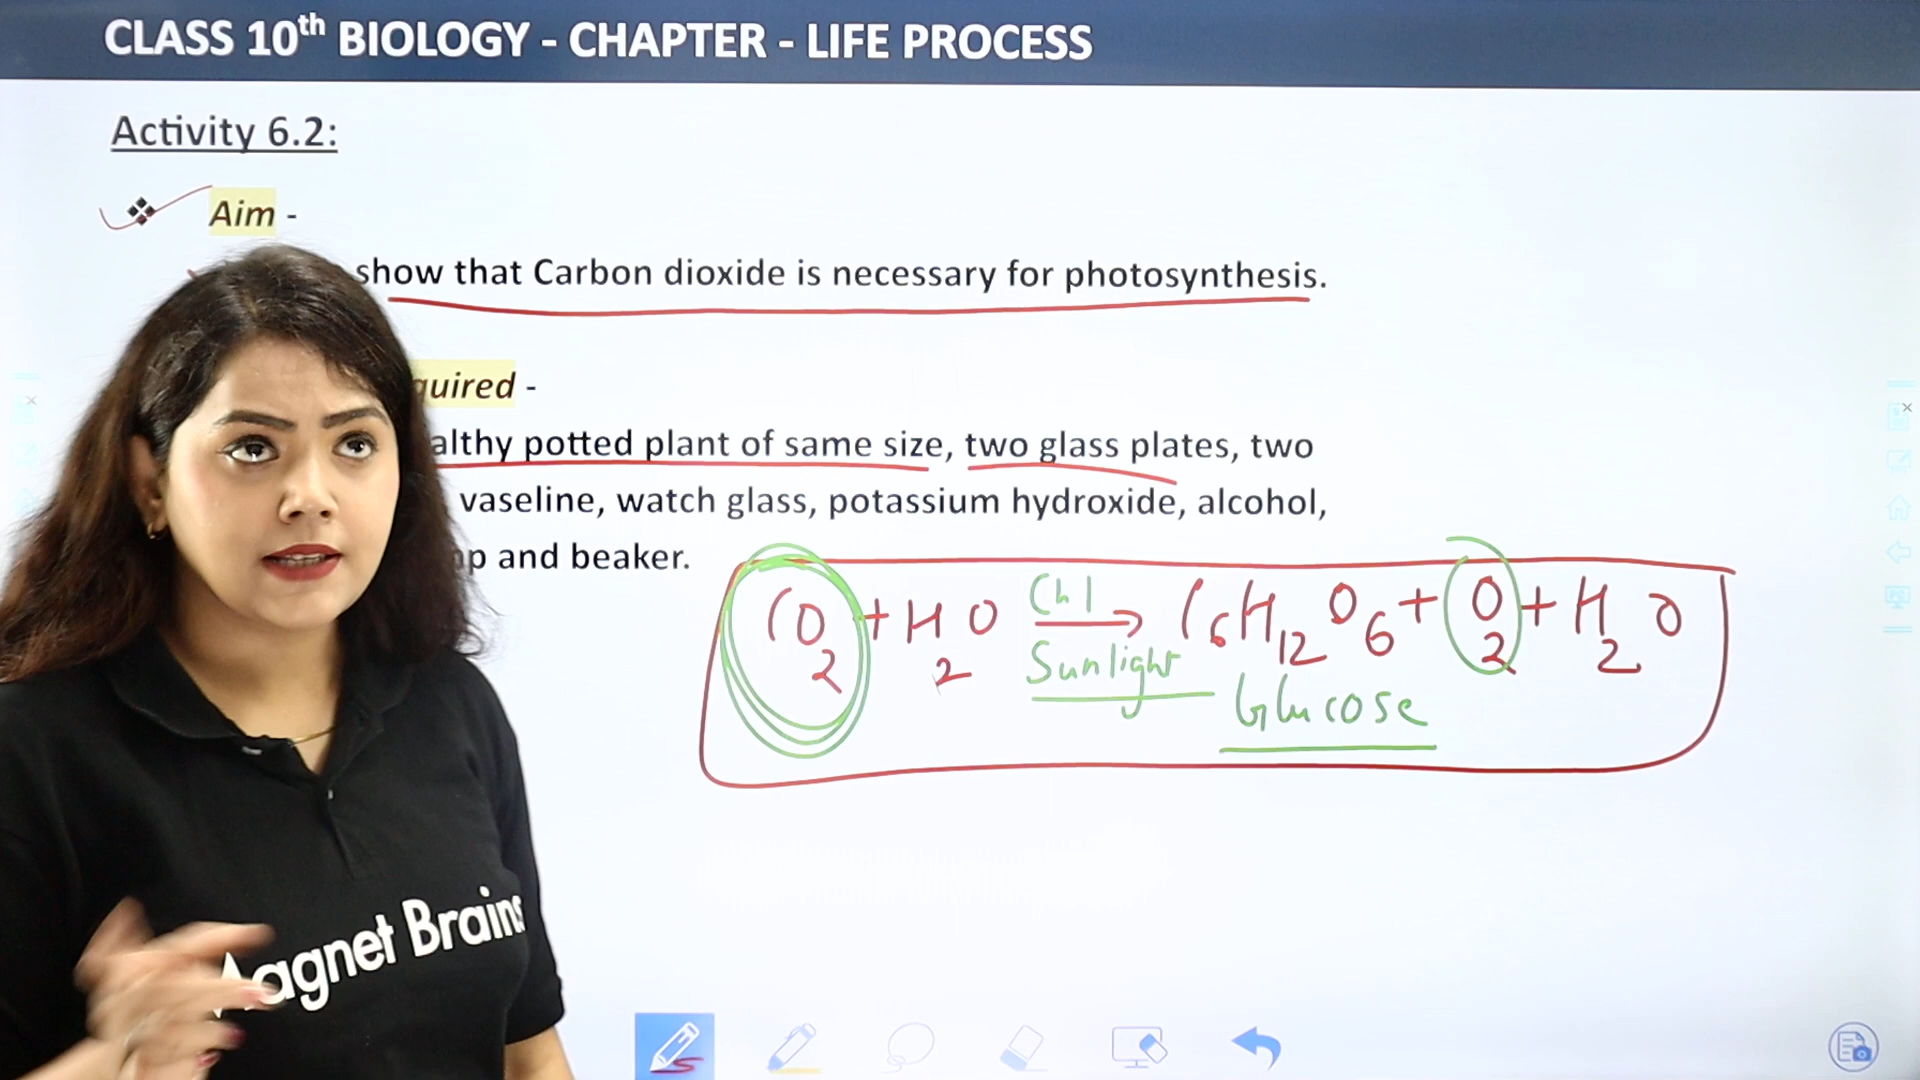 CLASS 10th BIOLOGY - CHAPTER - LIFE PROCESS
Activity 6.2:
Aim -
show that Carbon dioxide is necessary for photosynthesis.
quired -
althy potted plant of same size, two glass plates, two
vaseline, watch glass, potassium hydroxide, alcohol,
p and beaker.
CO2 + H2O Chl → C6H12O6 + O2 + H2O
Sunlight
Glucose
Magnet Brains